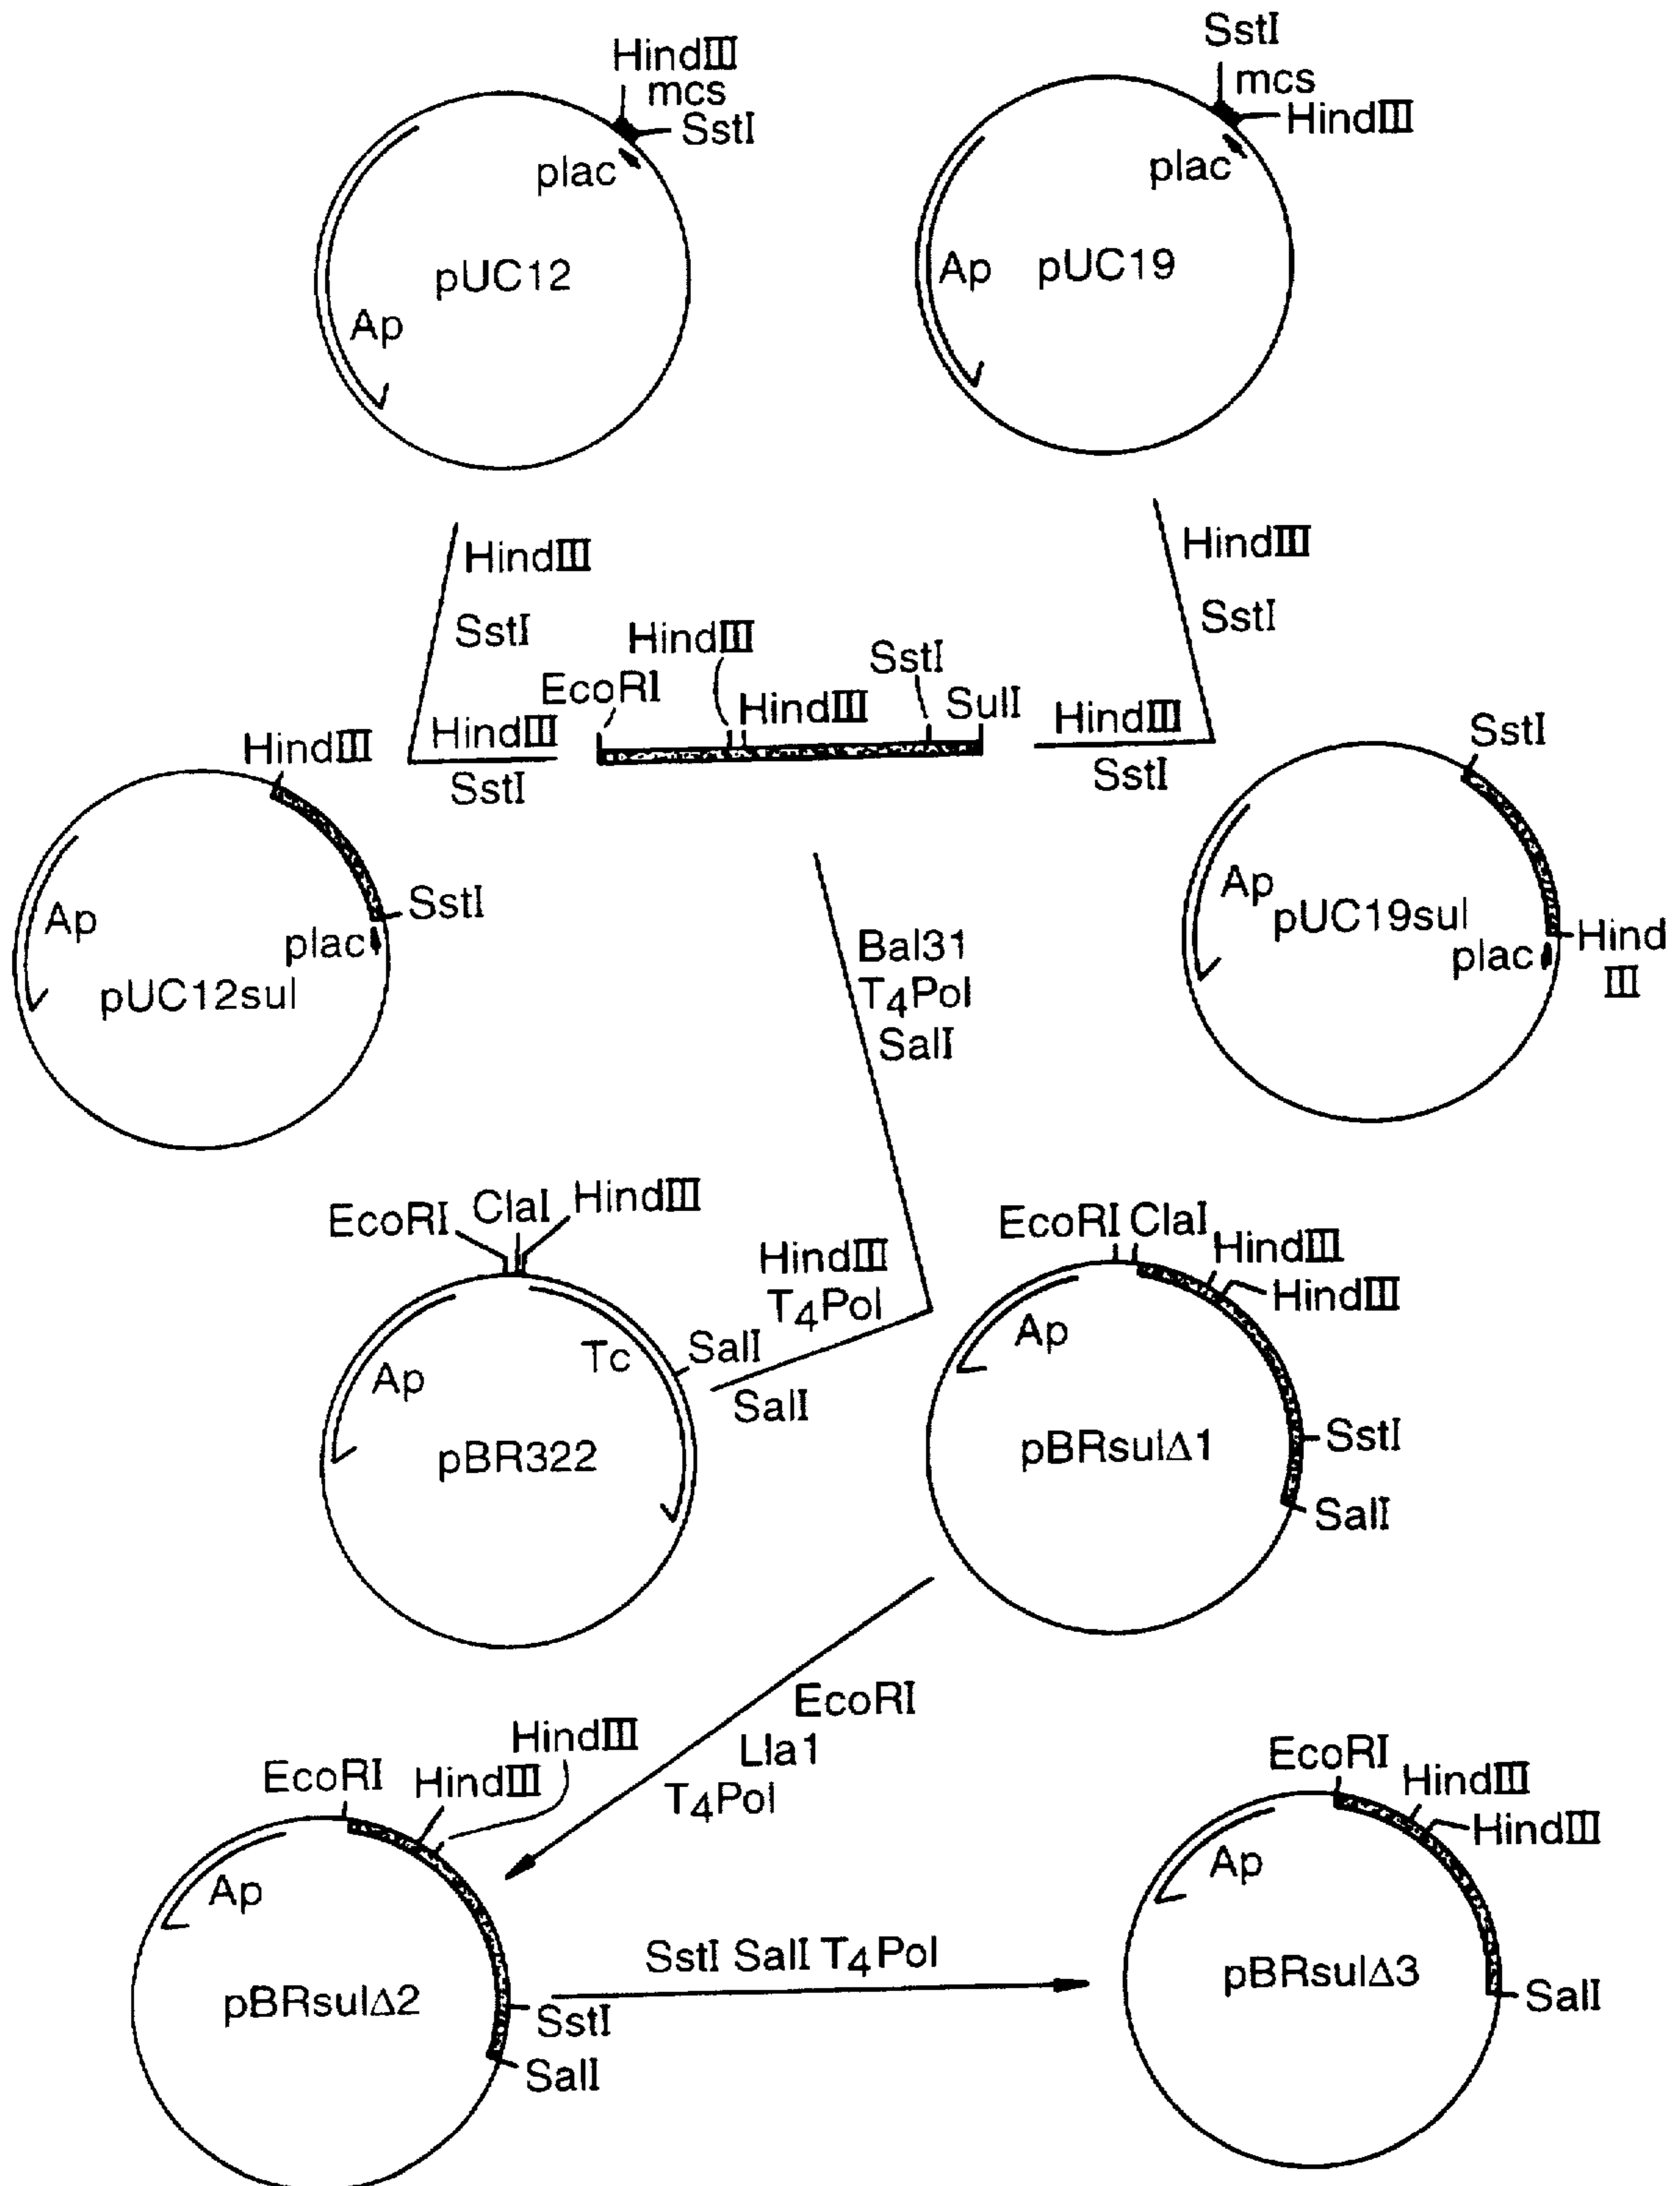 HindIII
mcs
SstI
plac
pUC12
Ap
SstI
mcs
HindIII
plac
Ap
pUC19
HindIII
SstI
HindIII
SstI
HindIII
SstI
EcoRI
HindIII
HindIII
SstI
SulI
HindIII
SstI
HindIII
SstI
Ap
plac
pUC12sul
SstI
Ap
pUC19sul
plac
Hind
III
Bal31
T4Pol
SalI
EcoRI
ClaI
HindIII
Ap
Tc
SalI
pBR322
HindIII
T4Pol
SalI
EcoRI
ClaI
HindIII
HindIII
Ap
pBRsulΔ1
SstI
SalI
EcoRI
Lla1
T4Pol
EcoRI
HindIII
HindIII
Ap
pBRsulΔ2
SstI
SalI
SstI SalI T4Pol
EcoRI
HindIII
HindIII
Ap
pBRsulΔ3
SalI